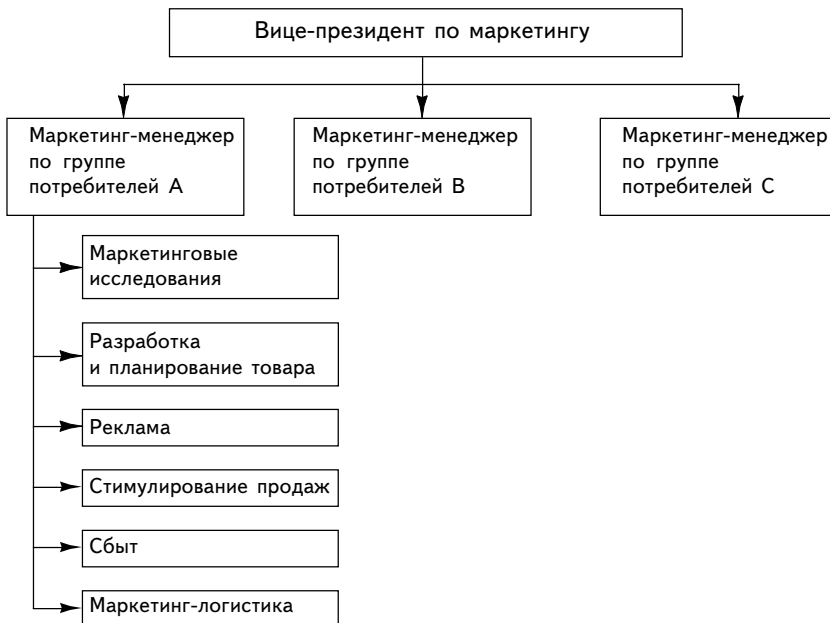 Вице-президент по маркетингу
Маркетинг-менеджер
по группе
потребителей А
Маркетинг-менеджер
по группе
потребителей В
Маркетинг-менеджер
по группе
потребителей С
Маркетинговые
исследования
Разработка
и планирование товара
Реклама
Стимулирование продаж
Сбыт
Маркетинг-логистика